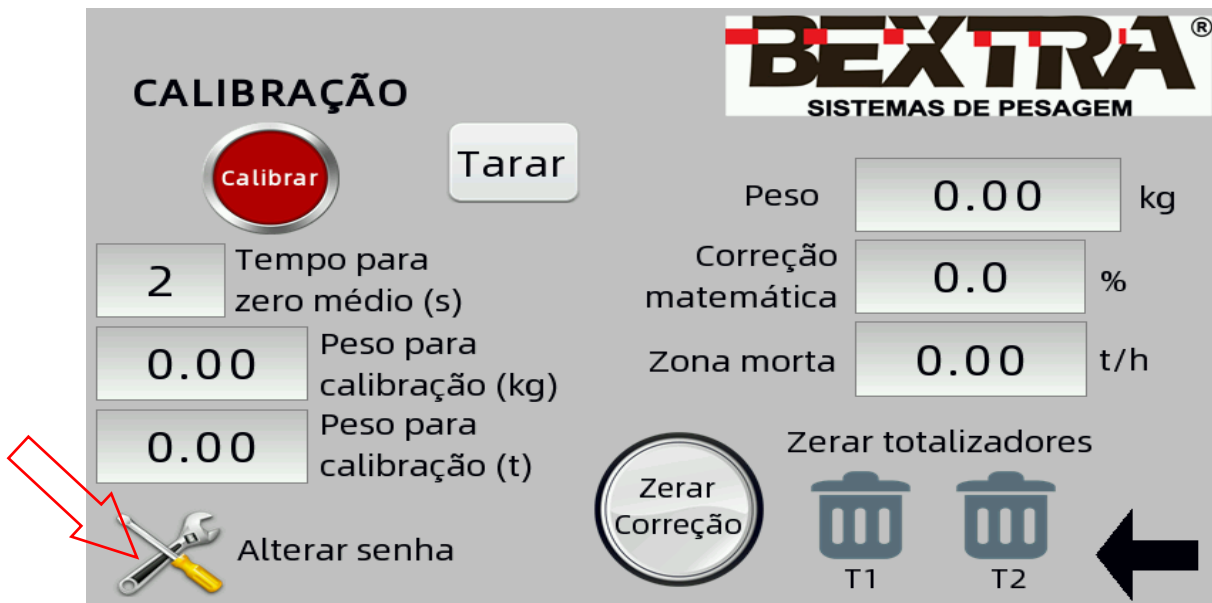 BEXTRA®
SISTEMAS DE PESAGEM
CALIBRAÇÃO
Calibrar
Tarar
2
Tempo para
zero médio (s)
0.00
Peso para
calibração (kg)
0.00
Peso para
calibração (t)
Alterar senha
Peso
0.00
kg
Correção
matemática
0.0
%
Zona morta
0.00
t/h
Zerar
Correção
Zerar totalizadores
T1
T2